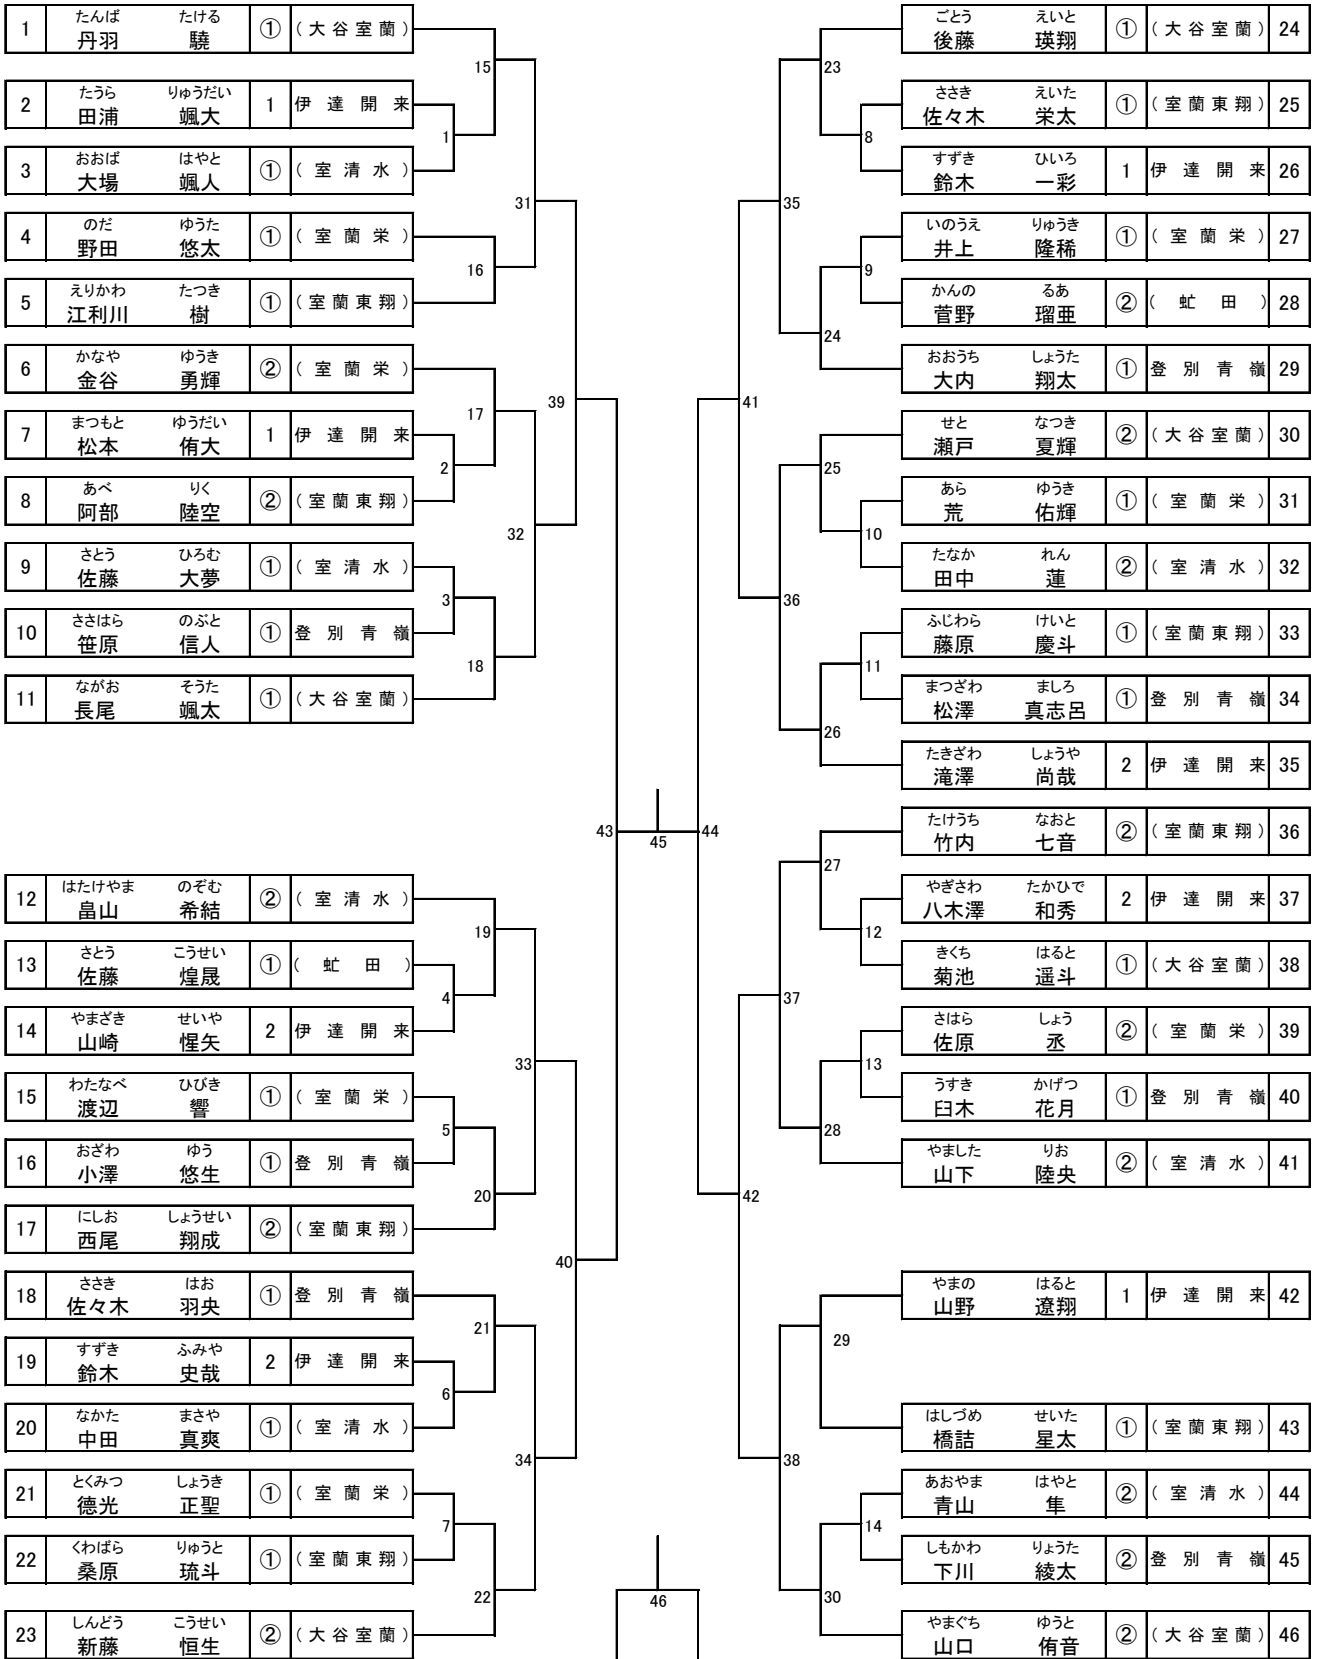 たんば たける
1 丹羽 驍 ① (大谷室蘭)
15
たうら りゅうだい
2 田浦 颯大 1 伊達開来
1
おおば はやと
3 大場 颯人 ① (室清水)
31
のだ ゆうた
4 野田 悠太 ① (室蘭栄)
16
えりかわ たつき
5 江利川 樹 ① (室蘭東翔)
かなや ゆうき
6 金谷 勇輝 ② (室蘭栄)
39
17
まつもと ゆうだい
7 松本 侑大 1 伊達開来
2
あべ りく
8 阿部 陸空 ② (室蘭東翔)
32
さとう ひろむ
9 佐藤 大夢 ① (室清水)
3
ささはら のぶと
10 笹原 信人 ① 登別青嶺
18
ながお そうた
11 長尾 颯太 ① (大谷室蘭)
43
45
44
はたけやま のぞむ
12 畠山 希結 ② (室清水)
19
さとう こうせい
13 佐藤 煌晟 ① (虻田)
4
やまざき せいや
14 山崎 惺矢 2 伊達開来
33
わたなべ ひびき
15 渡辺 響 ① (室蘭栄)
5
おざわ ゆう
16 小澤 悠生 ① 登別青嶺
20
にしお しょうせい
17 西尾 翔成 ② (室蘭東翔)
40
ささき はお
18 佐々木 羽央 ① 登別青嶺
21
すずき ふみや
19 鈴木 史哉 2 伊達開来
6
なかた まさや
20 中田 真爽 ① (室清水)
34
とくみつ しょうき
21 德光 正聖 ① (室蘭栄)
7
くわばら りゅうと
22 桑原 琉斗 ① (室蘭東翔)
22
しんどう こうせい
23 新藤 恒生 ② (大谷室蘭)
46
ごとう えいと
後藤 瑛翔 ① (大谷室蘭) 24
23
ささき えいた
佐々木 栄太 ① (室蘭東翔) 25
8
すずき ひいろ
鈴木 一彩 1 伊達開来 26
35
いのうえ りゅうき
井上 隆稀 ① (室蘭栄) 27
9
かんの るあ
菅野 瑠亜 ② (虻田) 28
24
おおうち しょうた
大内 翔太 ① 登別青嶺 29
41
せと なつき
瀬戸 夏輝 ② (大谷室蘭) 30
25
あら ゆうき
荒 佑輝 ① (室蘭栄) 31
10
たなか れん
田中 蓮 ② (室清水) 32
36
ふじわら けいと
藤原 慶斗 ① (室蘭東翔) 33
11
まつざわ ましろ
松澤 真志呂 ① 登別青嶺 34
26
たきざわ しょうや
滝澤 尚哉 2 伊達開来 35
たけうち なおと
竹内 七音 ② (室蘭東翔) 36
27
やぎさわ たかひで
八木澤 和秀 2 伊達開来 37
12
きくち はると
菊池 遥斗 ① (大谷室蘭) 38
37
さはら しょう
佐原 丞 ② (室蘭栄) 39
13
うすき かげつ
臼木 花月 ① 登別青嶺 40
28
やました りお
山下 陸央 ② (室清水) 41
42
やまの はると
山野 遼翔 1 伊達開来 42
29
はしづめ せいた
橋詰 星太 ① (室蘭東翔) 43
38
あおやま はやと
青山 隼 ② (室清水) 44
14
しもかわ りょうた
下川 綾太 ② 登別青嶺 45
30
やまぐち ゆうと
山口 侑音 ② (大谷室蘭) 46